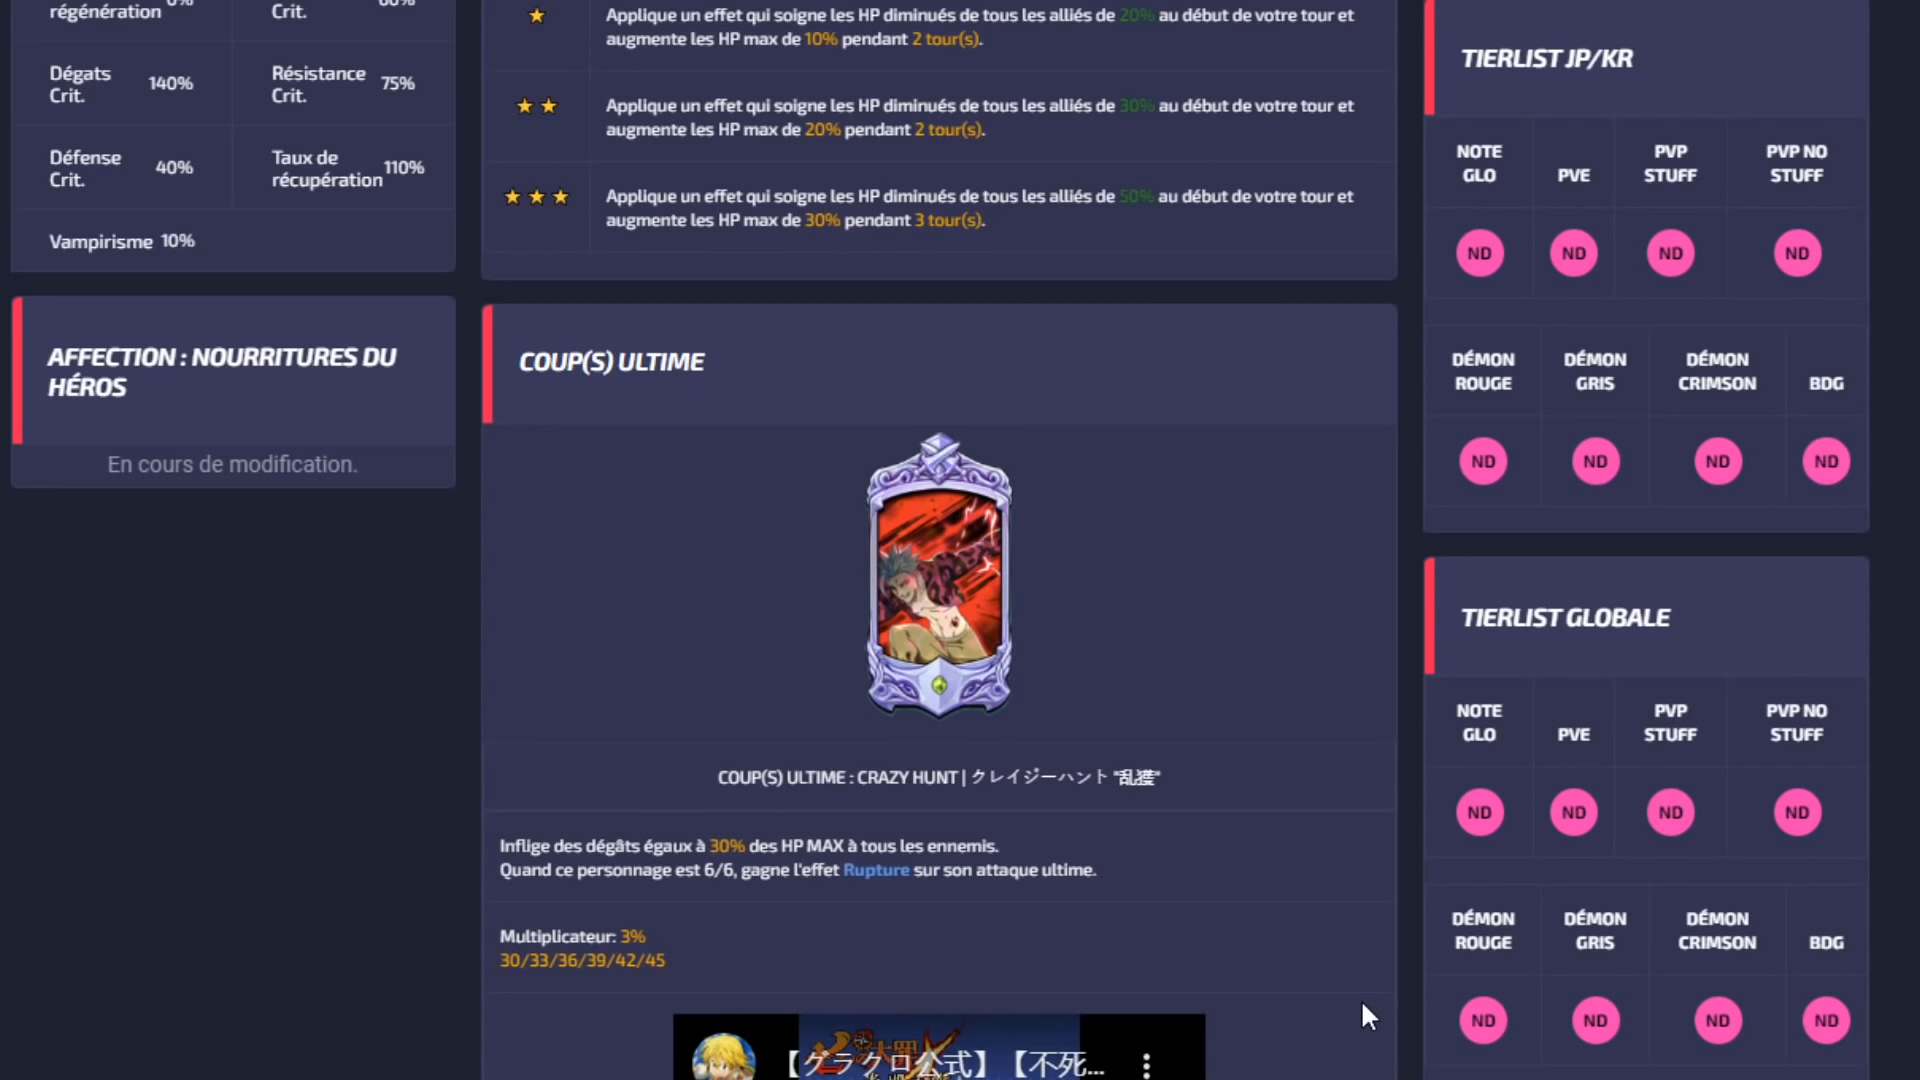 régénération
Crit.
Dégats Crit. 140%
Résistance Crit. 75%
Défense Crit. 40%
Taux de récupération 110%
Vampirisme 10%
AFFECTION : NOURRITURES DU
HÉROS
En cours de modification.
Applique un effet qui soigne les HP diminués de tous les alliés de 20% au début de votre tour et
augmente les HP max de 10% pendant 2 tour(s).
Applique un effet qui soigne les HP diminués de tous les alliés de 30% au début de votre tour et
augmente les HP max de 20% pendant 2 tour(s).
Applique un effet qui soigne les HP diminués de tous les alliés de 50% au début de votre tour et
augmente les HP max de 30% pendant 3 tour(s).
COUP(S) ULTIME
COUP(S) ULTIME : CRAZY HUNT | クレイジーハント "乱獲"
Inflige des dégâts égaux à 30% des HP MAX à tous les ennemis.
Quand ce personnage est 6/6, gagne l'effet Rupture sur son attaque ultime.
Multiplicateur: 3%
30/33/36/39/42/45
【グラクロ公式】【不死...
TIERLIST JP/KR
NOTE GLO PVE PVP STUFF PVP NO STUFF
ND ND ND ND
DÉMON ROUGE DÉMON GRIS DÉMON CRIMSON BDG
ND ND ND ND
TIERLIST GLOBALE
NOTE GLO PVE PVP STUFF PVP NO STUFF
ND ND ND ND
DÉMON ROUGE DÉMON GRIS DÉMON CRIMSON BDG
ND ND ND ND